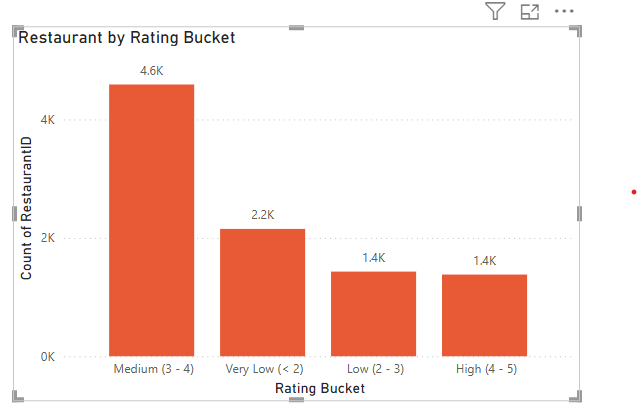 Restaurant by Rating Bucket
4.6K
4K
2.2K
2K
1.4K
1.4K
0K
Count of RestaurantID
Medium (3 - 4)
Very Low (< 2)
Low (2 - 3)
High (4 - 5)
Rating Bucket